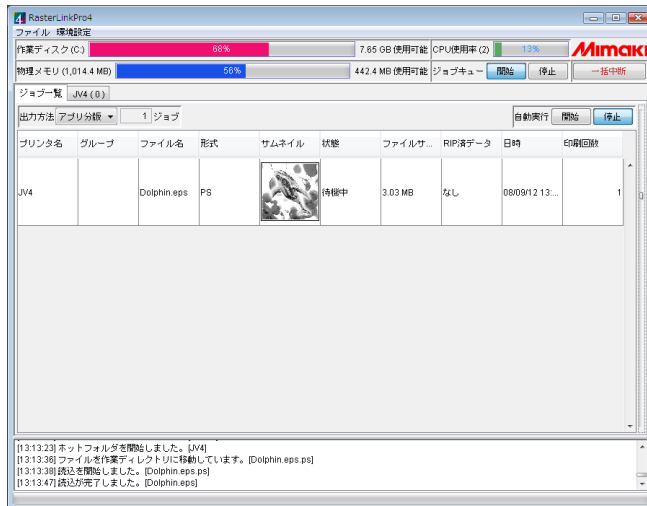 RasterLinkPro4
ファイル 環境設定
作業ディスク(C:) 68% 7.65 GB 使用可能 CPU使用率(2) 13% Mimaki
物理メモリ(1,014.4 MB) 56% 442.4 MB 使用可能 ジョブキュー 開始 停止 一括中断
ジョブ一覧 JV4 ( 0 )
出力方法 アプリ分版 1 ジョブ 自動実行 開始 停止
プリンタ名 グループ ファイル名 形式 サムネイル 状態 ファイルサ... RIP済データ 日時 印刷回数
JV4 Dolphin.eps PS 待機中 3.03 MB なし 08/09/12 13:... 1
[13:13:23] ホットフォルダを開始しました。[JV4]
[13:13:36] ファイルを作業ディレクトリに移動しています。[Dolphin.eps.ps]
[13:13:38] 読込を開始しました。[Dolphin.eps.ps]
[13:13:47] 読込が完了しました。[Dolphin.eps]